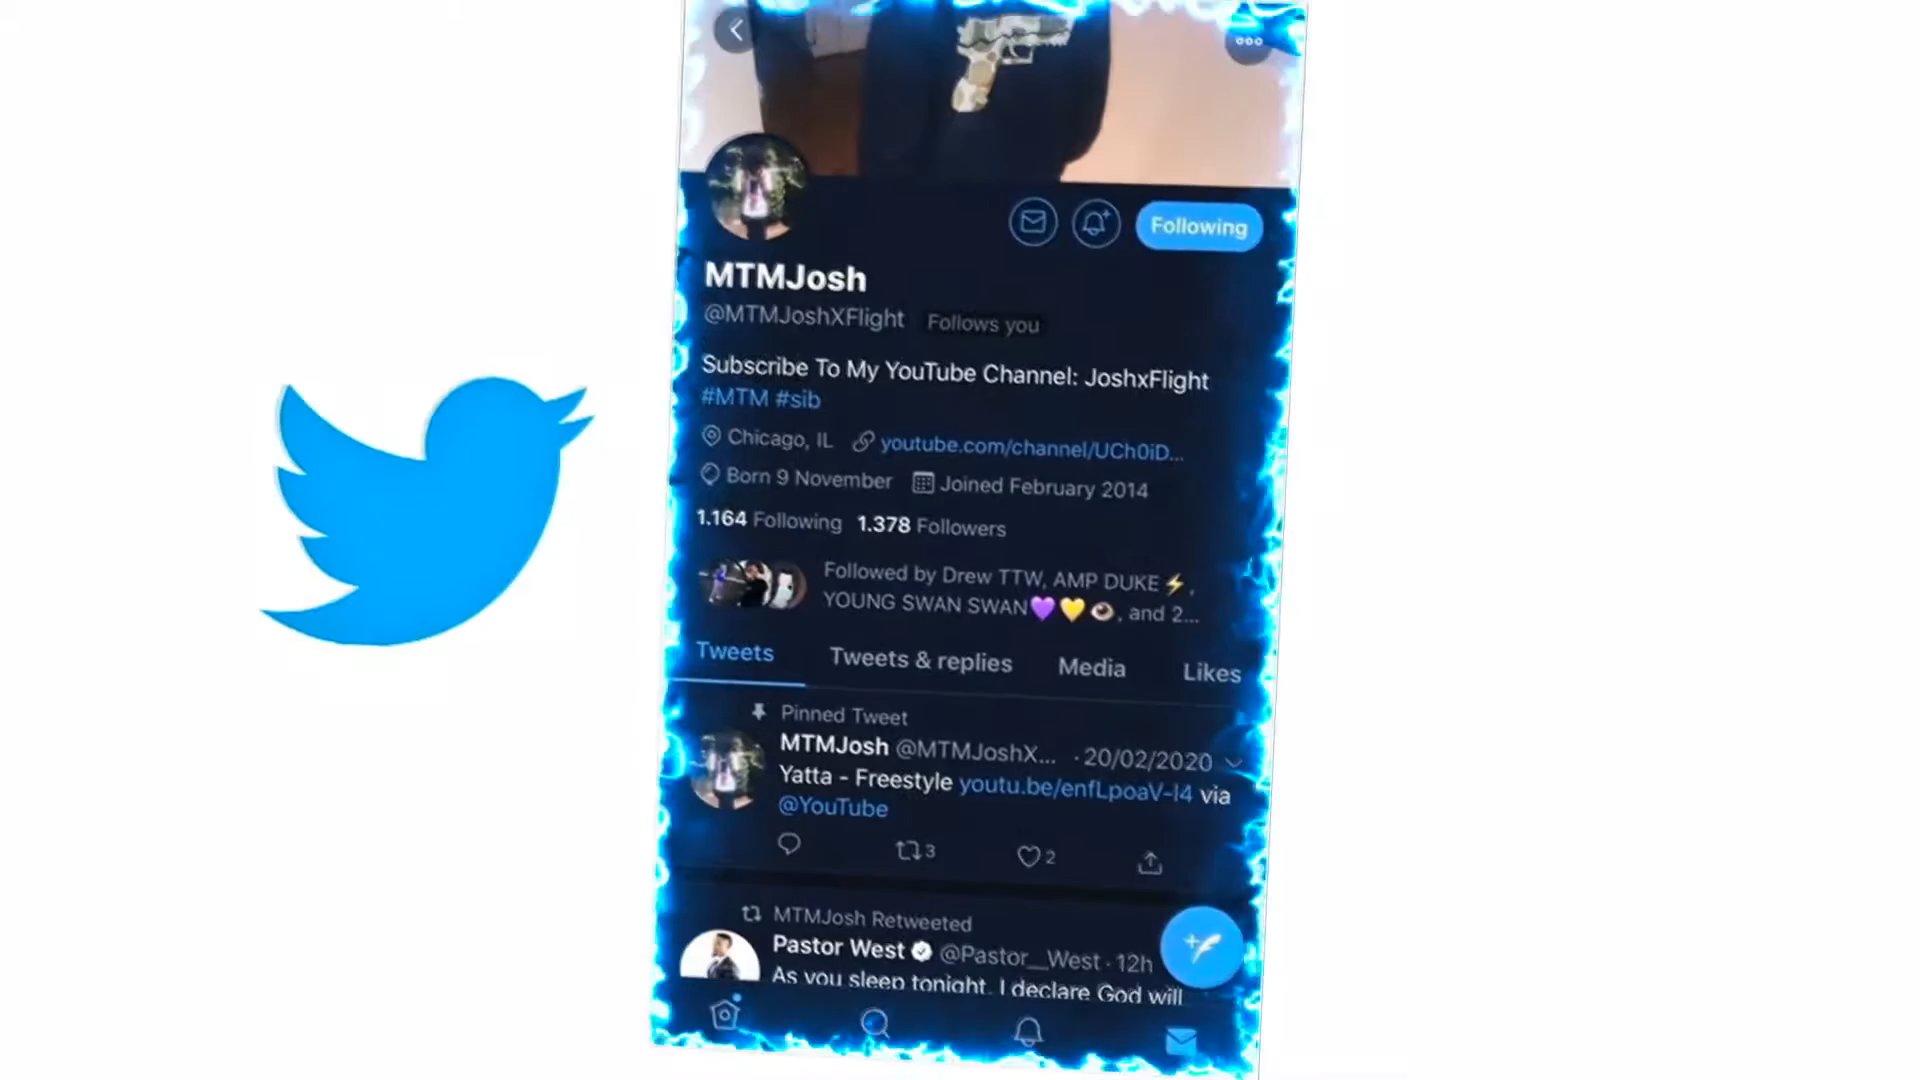 Following
MTMJosh
@MTMJoshXFlight Follows you
Subscribe To My YouTube Channel: JoshxFlight
#MTM #sib
Chicago, IL youtube.com/channel/UCh0iD...
Born 9 November Joined February 2014
1.164 Following 1.378 Followers
Followed by Drew TTW, AMP DUKE⚡,
YOUNG SWAN SWAN💜💛👁, and 2...
Tweets Tweets & replies Media Likes
Pinned Tweet
MTMJosh @MTMJoshX... · 20/02/2020
Yatta - Freestyle youtu.be/enfLpoaV-I4 via
@YouTube
3 2
MTMJosh Retweeted
Pastor West @Pastor__West · 12h
As you sleep tonight, I declare God will